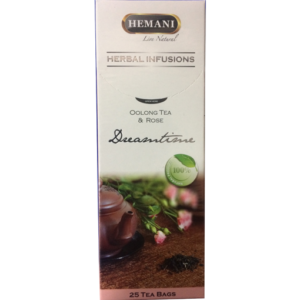 HEMANI
Live Natural
HERBAL INFUSIONS
OOLONG TEA
& ROSE
Dreamtime
100%
25 TEA BAGS